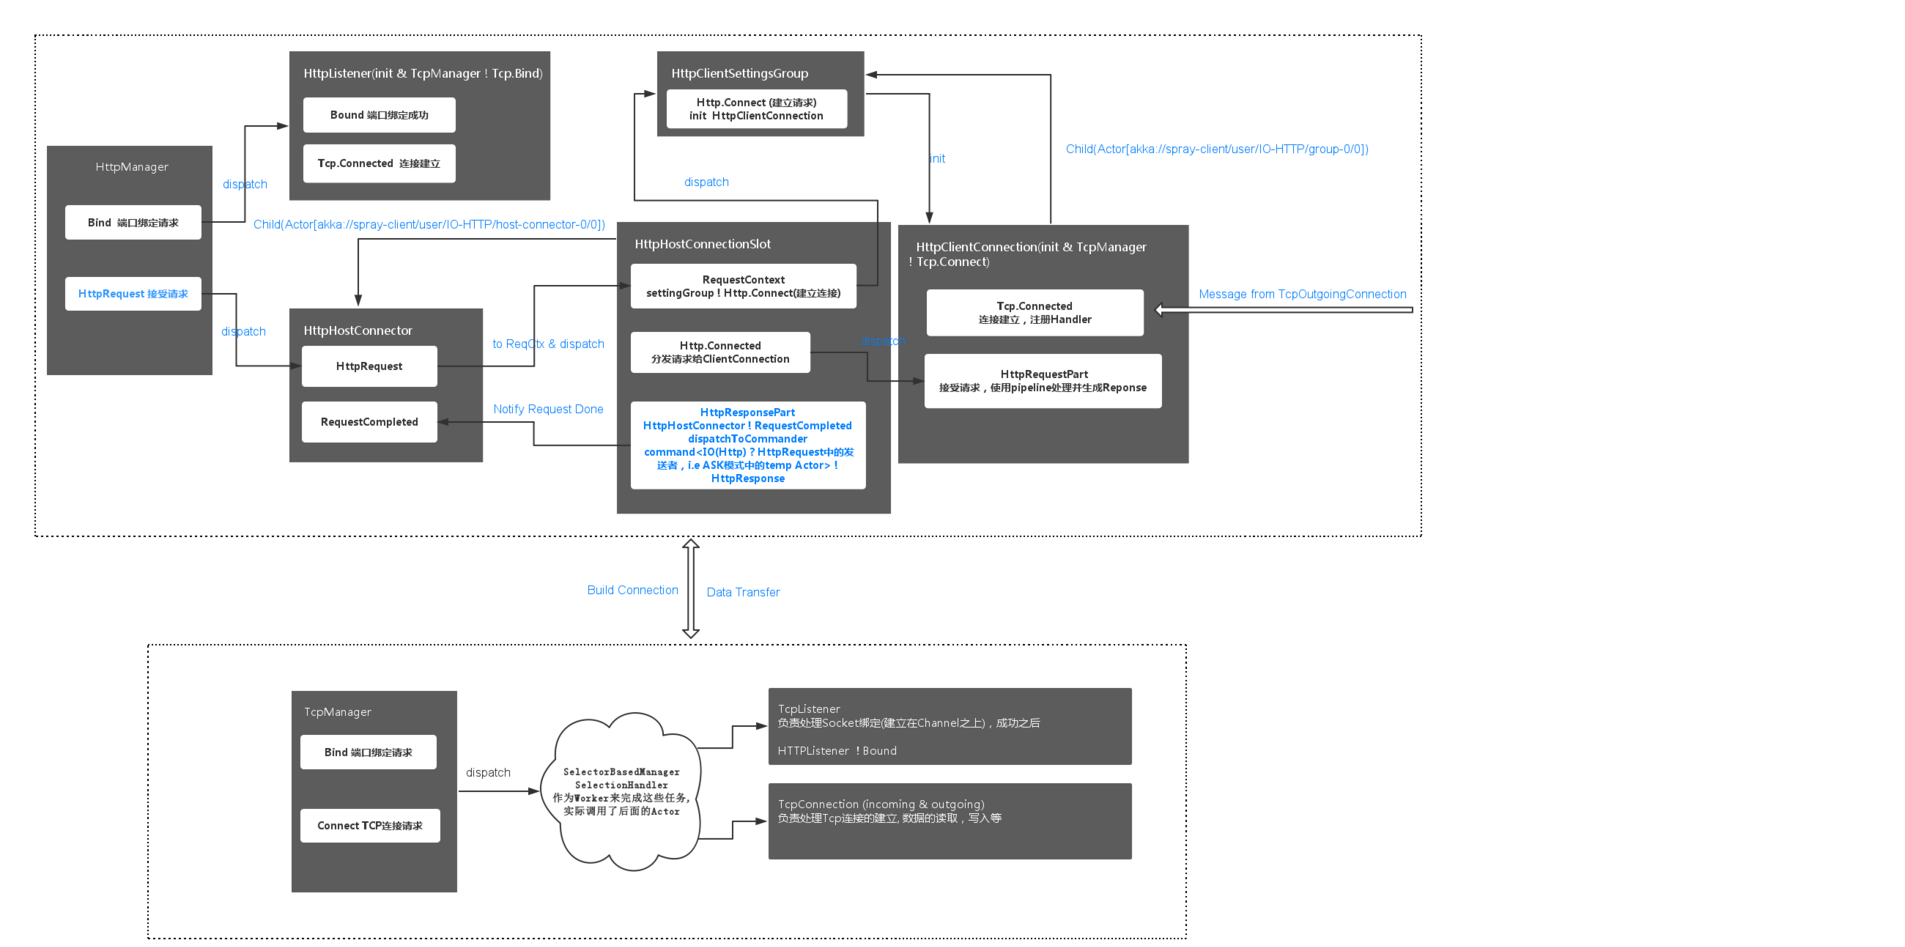 HttpListener(init & TcpManager ! Tcp.Bind)
Bound 端口绑定成功
Tcp.Connected 连接建立
HttpManager
Bind 端口绑定请求
HttpRequest 接受请求
dispatch
dispatch
Child(Actor[akka://spray-client/user/IO-HTTP/host-connector-0/0])
HttpHostConnector
HttpRequest
RequestCompleted
to ReqCtx & dispatch
Notify Request Done
HttpClientSettingsGroup
Http.Connect (建立请求)
init HttpClientConnection
dispatch
init
Child(Actor[akka://spray-client/user/IO-HTTP/group-0/0])
HttpHostConnectionSlot
RequestContext
settingGroup ! Http.Connect(建立连接)
Http.Connected
分发请求给ClientConnection
dispatch
HttpResponsePart
HttpHostConnector ! RequestCompleted
dispatchToCommander
command<IO(Http) ? HttpRequest中的发
送者，i.e ASK模式中的temp Actor> !
HttpResponse
HttpClientConnection(init & TcpManager
! Tcp.Connect)
Tcp.Connected
连接建立，注册Handler
HttpRequestPart
接受请求，使用pipeline处理并生成Reponse
Message from TcpOutgoingConnection
Build Connection
Data Transfer
TcpManager
Bind 端口绑定请求
Connect TCP连接请求
dispatch
SelectorBasedManager
SelectionHandler
作为Worker来完成这些任务,
实际调用了后面的Actor
TcpListener
负责处理Socket绑定(建立在Channel之上)，成功之后
HTTPListener ! Bound
TcpConnection (incoming & outgoing)
负责处理Tcp连接的建立, 数据的读取，写入等